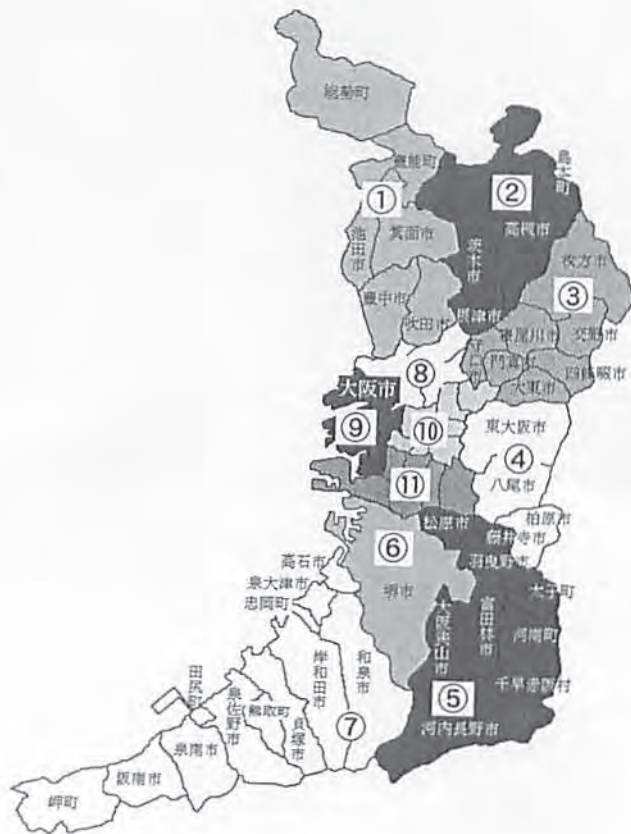 能勢町
豊能町
島本町
①
②
高槻市
池田市
箕面市
茨木市
枚方市
③
豊中市
吹田市
摂津市
寝屋川市
交野市
守口市
門真市
四條畷市
⑧
大東市
大阪市
⑨
⑩
東大阪市
④
八尾市
⑪
松原市
柏原市
藤井寺市
⑥
羽曳野市
高石市
泉大津市
忠岡町
堺市
太子町
大阪狭山市
富田林市
河南町
岸和田市
和泉市
千早赤阪村
⑤
田尻町
泉佐野市
熊取町
貝塚市
⑦
河内長野市
泉南市
阪南市
岬町